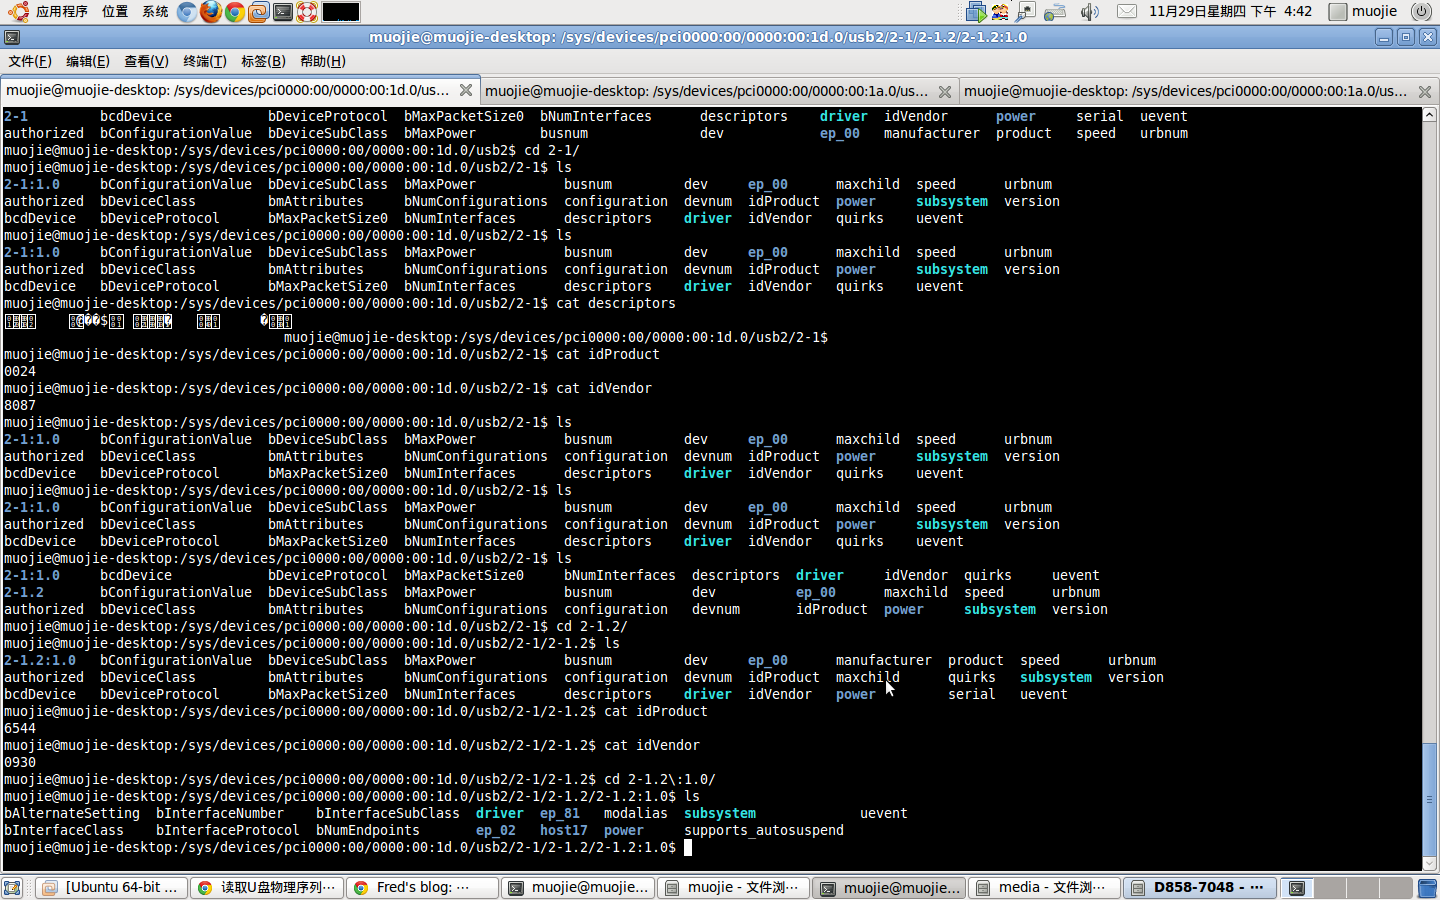 应用程序 位置 系统 11月29日星期四 下午 4:42 muojie
muojie@muojie-desktop: /sys/devices/pci0000:00/0000:00:1d.0/usb2/2-1/2-1.2/2-1.2:1.0
文件(F) 编辑(E) 查看(V) 终端(T) 标签(B) 帮助(H)
muojie@muojie-desktop: /sys/devices/pci0000:00/0000:00:1d.0/us... muojie@muojie-desktop: /sys/devices/pci0000:00/0000:00:1a.0/us... muojie@muojie-desktop: /sys/devices/pci0000:00/0000:00:1a.0/us...
2-1 bcdDevice bDeviceProtocol bMaxPacketSize0 bNumInterfaces descriptors driver idVendor power serial uevent
authorized bConfigurationValue bDeviceSubClass bMaxPower busnum dev ep_00 manufacturer product speed urbnum
muojie@muojie-desktop:/sys/devices/pci0000:00/0000:00:1d.0/usb2$ cd 2-1/
muojie@muojie-desktop:/sys/devices/pci0000:00/0000:00:1d.0/usb2/2-1$ ls
2-1:1.0 bConfigurationValue bDeviceSubClass bMaxPower busnum dev ep_00 maxchild speed urbnum
authorized bDeviceClass bmAttributes bNumConfigurations configuration devnum idProduct power subsystem version
bcdDevice bDeviceProtocol bMaxPacketSize0 bNumInterfaces descriptors driver idVendor quirks uevent
muojie@muojie-desktop:/sys/devices/pci0000:00/0000:00:1d.0/usb2/2-1$ ls
2-1:1.0 bConfigurationValue bDeviceSubClass bMaxPower busnum dev ep_00 maxchild speed urbnum
authorized bDeviceClass bmAttributes bNumConfigurations configuration devnum idProduct power subsystem version
bcdDevice bDeviceProtocol bMaxPacketSize0 bNumInterfaces descriptors driver idVendor quirks uevent
muojie@muojie-desktop:/sys/devices/pci0000:00/0000:00:1d.0/usb2/2-1$ cat descriptors
muojie@muojie-desktop:/sys/devices/pci0000:00/0000:00:1d.0/usb2/2-1$
muojie@muojie-desktop:/sys/devices/pci0000:00/0000:00:1d.0/usb2/2-1$ cat idProduct
0024
muojie@muojie-desktop:/sys/devices/pci0000:00/0000:00:1d.0/usb2/2-1$ cat idVendor
8087
muojie@muojie-desktop:/sys/devices/pci0000:00/0000:00:1d.0/usb2/2-1$ ls
2-1:1.0 bConfigurationValue bDeviceSubClass bMaxPower busnum dev ep_00 maxchild speed urbnum
authorized bDeviceClass bmAttributes bNumConfigurations configuration devnum idProduct power subsystem version
bcdDevice bDeviceProtocol bMaxPacketSize0 bNumInterfaces descriptors driver idVendor quirks uevent
muojie@muojie-desktop:/sys/devices/pci0000:00/0000:00:1d.0/usb2/2-1$ ls
2-1:1.0 bConfigurationValue bDeviceSubClass bMaxPower busnum dev ep_00 maxchild speed urbnum
authorized bDeviceClass bmAttributes bNumConfigurations configuration devnum idProduct power subsystem version
bcdDevice bDeviceProtocol bMaxPacketSize0 bNumInterfaces descriptors driver idVendor quirks uevent
muojie@muojie-desktop:/sys/devices/pci0000:00/0000:00:1d.0/usb2/2-1$ ls
2-1:1.0 bcdDevice bDeviceProtocol bMaxPacketSize0 bNumInterfaces descriptors driver idVendor quirks uevent
2-1.2 bConfigurationValue bDeviceSubClass bMaxPower busnum dev ep_00 maxchild speed urbnum
authorized bDeviceClass bmAttributes bNumConfigurations configuration devnum idProduct power subsystem version
muojie@muojie-desktop:/sys/devices/pci0000:00/0000:00:1d.0/usb2/2-1$ cd 2-1.2/
muojie@muojie-desktop:/sys/devices/pci0000:00/0000:00:1d.0/usb2/2-1/2-1.2$ ls
2-1.2:1.0 bConfigurationValue bDeviceSubClass bMaxPower busnum dev ep_00 manufacturer product speed urbnum
authorized bDeviceClass bmAttributes bNumConfigurations configuration devnum idProduct maxchild quirks subsystem version
bcdDevice bDeviceProtocol bMaxPacketSize0 bNumInterfaces descriptors driver idVendor power serial uevent
muojie@muojie-desktop:/sys/devices/pci0000:00/0000:00:1d.0/usb2/2-1/2-1.2$ cat idProduct
6544
muojie@muojie-desktop:/sys/devices/pci0000:00/0000:00:1d.0/usb2/2-1/2-1.2$ cat idVendor
0930
muojie@muojie-desktop:/sys/devices/pci0000:00/0000:00:1d.0/usb2/2-1/2-1.2$ cd 2-1.2\:1.0/
muojie@muojie-desktop:/sys/devices/pci0000:00/0000:00:1d.0/usb2/2-1/2-1.2/2-1.2:1.0$ ls
bAlternateSetting bInterfaceNumber bInterfaceSubClass driver ep_81 modalias subsystem uevent
bInterfaceClass bInterfaceProtocol bNumEndpoints ep_02 host17 power supports_autosuspend
muojie@muojie-desktop:/sys/devices/pci0000:00/0000:00:1d.0/usb2/2-1/2-1.2/2-1.2:1.0$
[Ubuntu 64-bit ... 读取U盘物理序列… Fred's blog: … muojie@muojie... muojie - 文件浏… muojie@muojie... media - 文件浏… D858-7048 - …